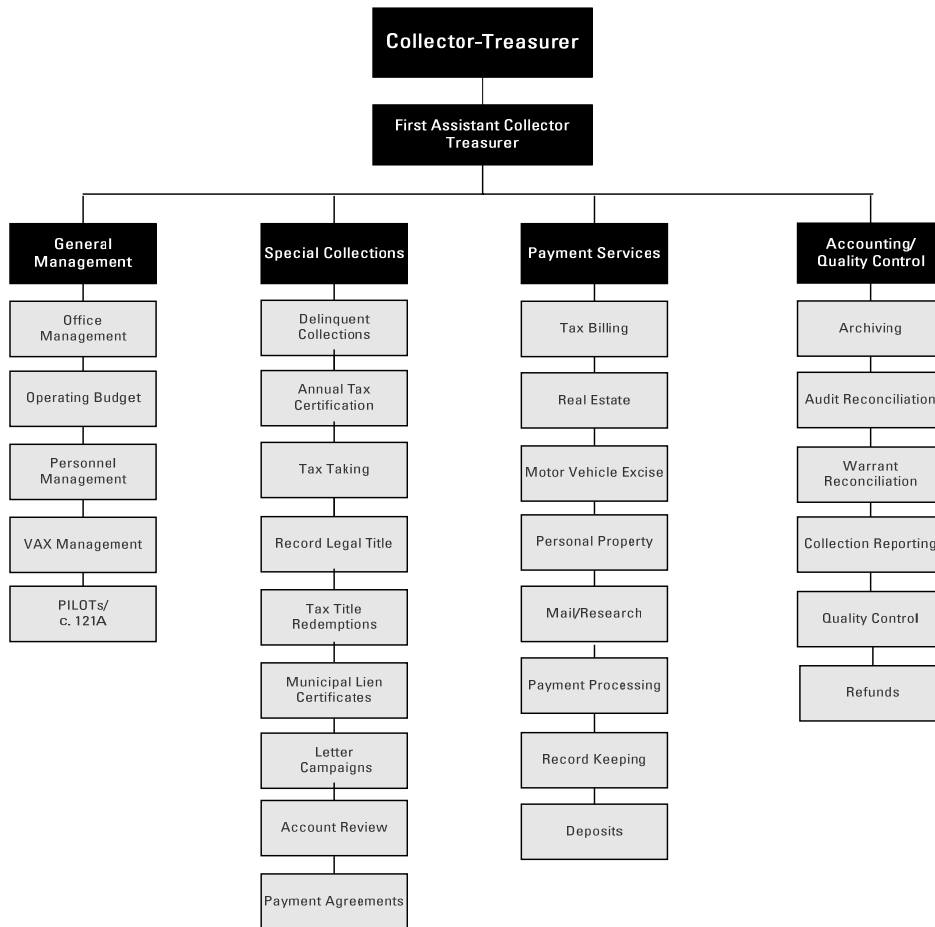 Collector-Treasurer
First Assistant Collector
Treasurer
General
Management
Office
Management
Operating Budget
Personnel
Management
VAX Management
PILOTs/
c. 121A
Special Collections
Delinquent
Collections
Annual Tax
Certification
Tax Taking
Record Legal Title
Tax Title
Redemptions
Municipal Lien
Certificates
Letter
Campaigns
Account Review
Payment Agreements
Payment Services
Tax Billing
Real Estate
Motor Vehicle Excise
Personal Property
Mail/Research
Payment Processing
Record Keeping
Deposits
Accounting/
Quality Control
Archiving
Audit Reconciliation
Warrant
Reconciliation
Collection Reporting
Quality Control
Refunds